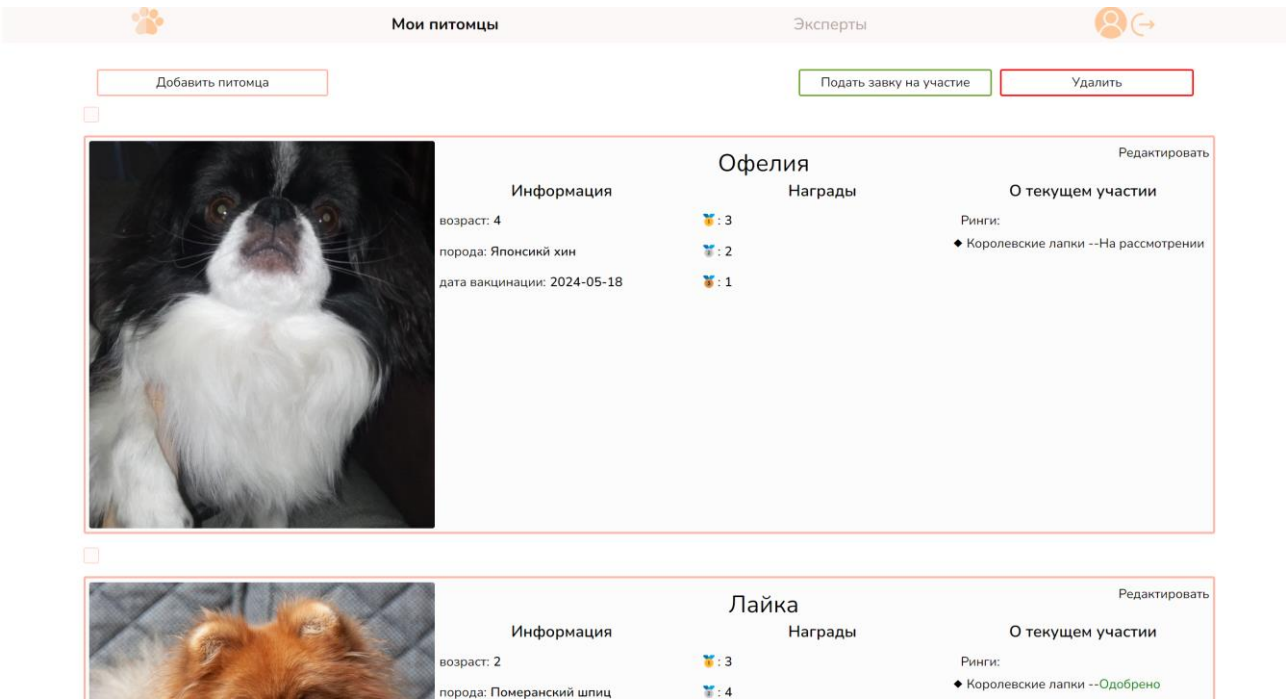 Мои питомцы Эксперты
Добавить питомца Подать завку на участие Удалить
Офелия Редактировать
Информация Награды О текущем участии
возраст: 4 🥇: 3 Ринги:
порода: Японсикй хин 🥈: 2 ◆ Королевские лапки --На рассмотрении
дата вакцинации: 2024-05-18 🥉: 1
Лайка Редактировать
Информация Награды О текущем участии
возраст: 2 🥇: 3 Ринги:
порода: Померанский шпиц 🥈: 4 ◆ Королевские лапки --Одобрено